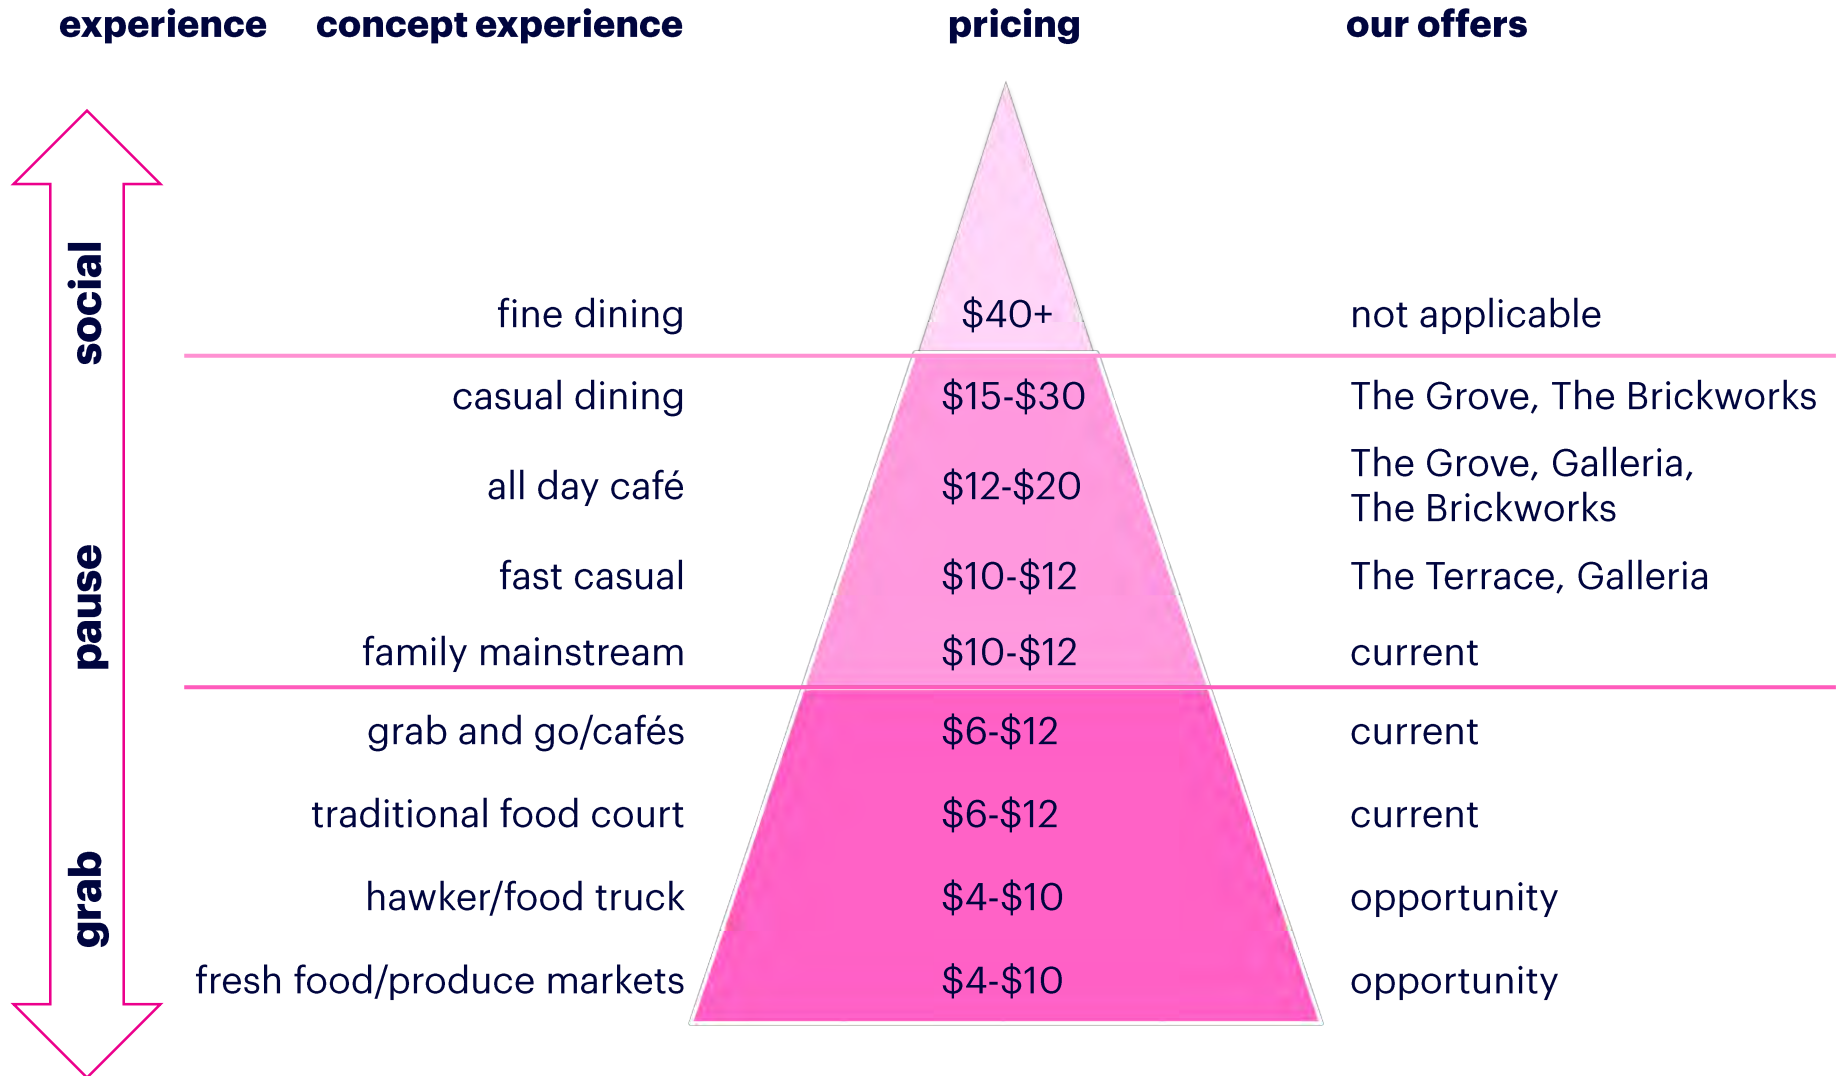 experience concept experience pricing our offers
social
fine dining $40+ not applicable
casual dining $15-$30 The Grove, The Brickworks
all day café $12-$20 The Grove, Galleria,
The Brickworks
pause
fast casual $10-$12 The Terrace, Galleria
family mainstream $10-$12 current
grab and go/cafés $6-$12 current
traditional food court $6-$12 current
grab
hawker/food truck $4-$10 opportunity
fresh food/produce markets $4-$10 opportunity